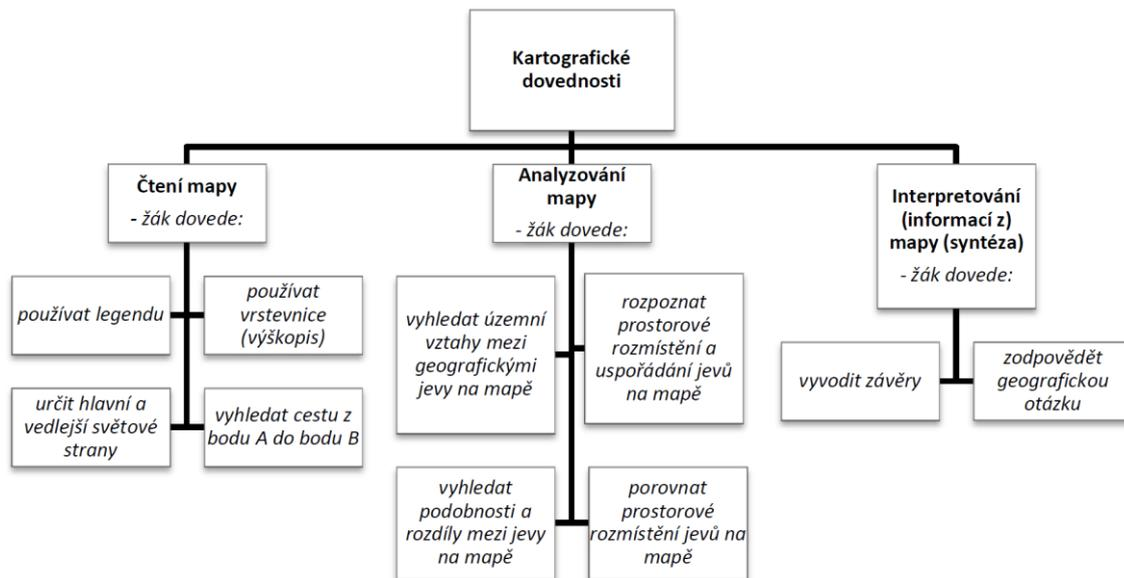 Kartografické
dovednosti
Čtení mapy
- žák dovede:
Analyzování
mapy
- žák dovede:
Interpretování
(informací z)
mapy (syntéza)
- žák dovede:
používat legendu
používat
vrstevnice
(výškopis)
určit hlavní a
vedlejší světové
strany
vyhledat cestu z
bodu A do bodu B
vyhledat územní
vztahy mezi
geografickými
jevy na mapě
rozpoznat
prostorové
rozmístění a
uspořádání jevů
na mapě
vyhledat
podobnosti a
rozdíly mezi jevy
na mapě
porovnat
prostorové
rozmístění jevů na
mapě
vyvodit závěry
zodpovědět
geografickou
otázku